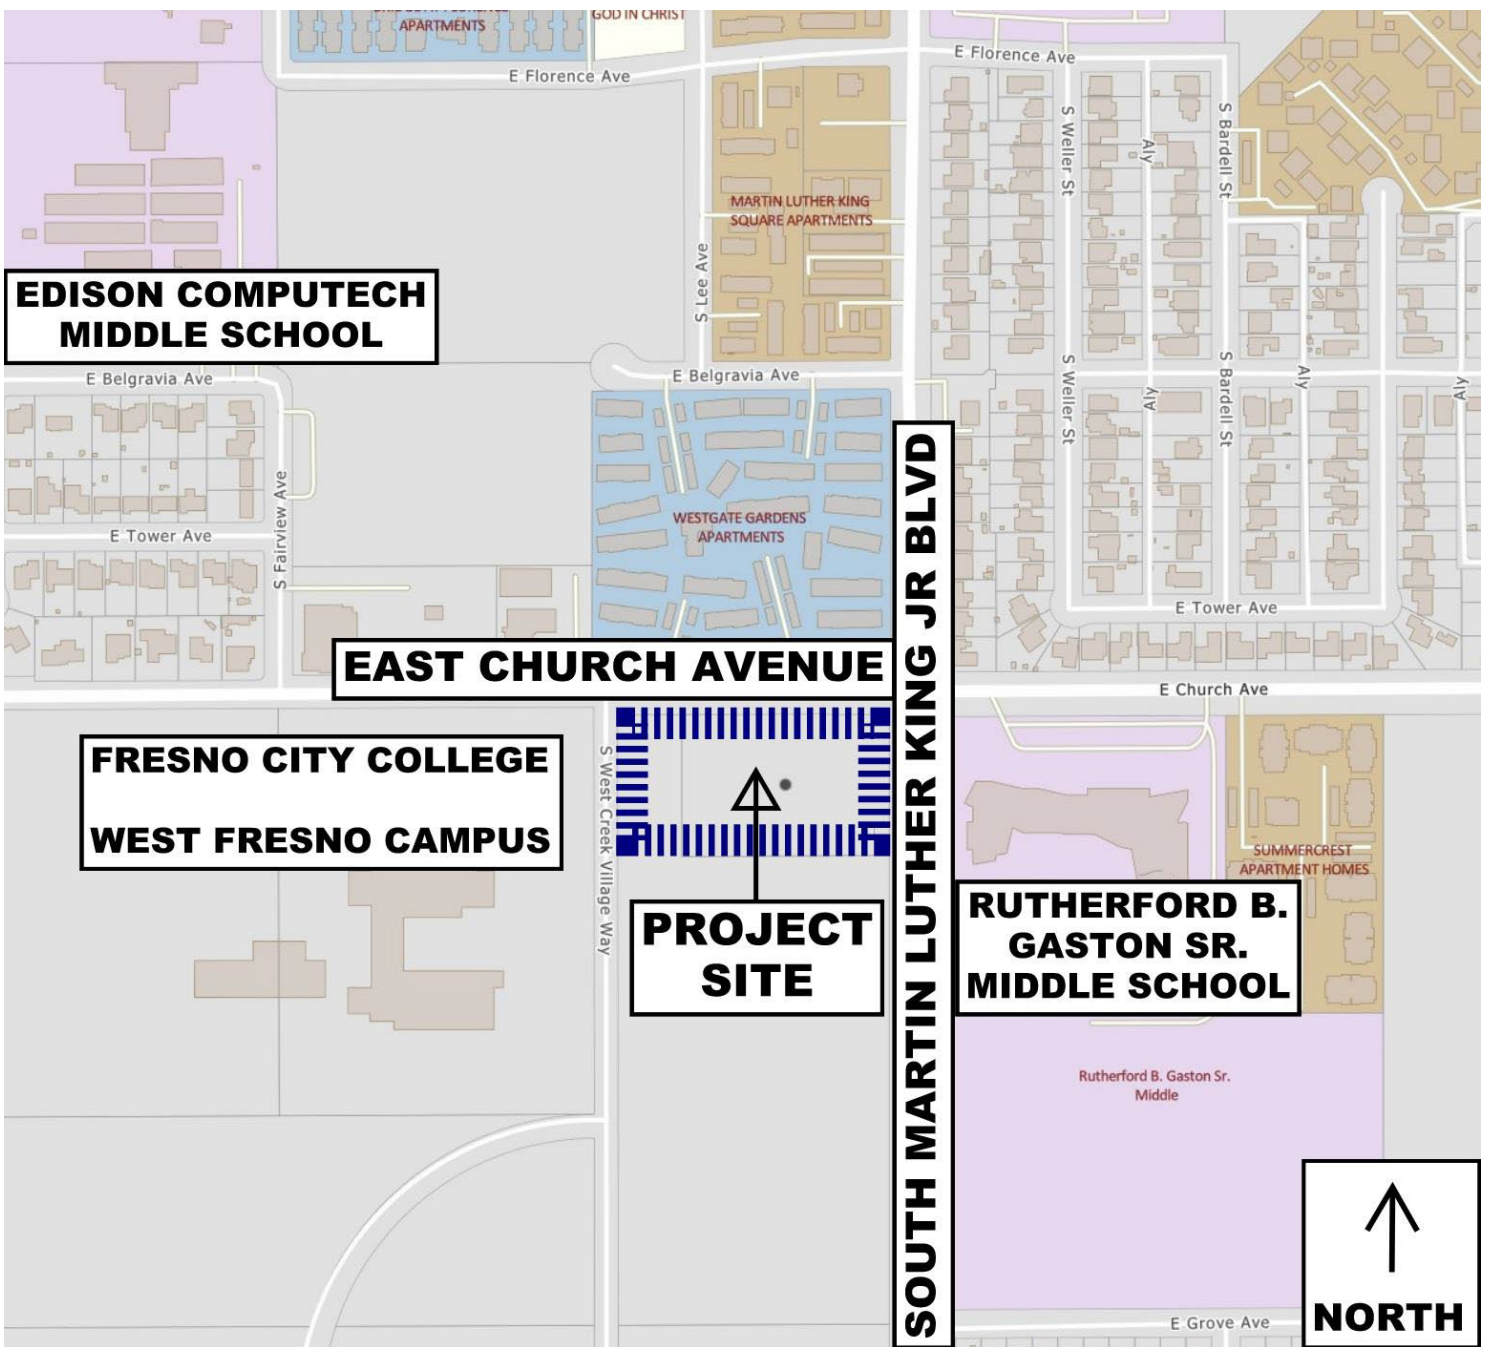 APARTMENTS
GOD IN CHRIST
E Florence Ave
E Florence Ave
S Weller St
Aly
S Bardell St
MARTIN LUTHER KING
SQUARE APARTMENTS
S Lee Ave
EDISON COMPUTECH
MIDDLE SCHOOL
E Belgravia Ave
E Belgravia Ave
S Weller St
Aly
S Bardell St
Aly
Aly
S Fairview Ave
E Tower Ave
WESTGATE GARDENS
APARTMENTS
SOUTH MARTIN LUTHER KING JR BLVD
E Tower Ave
EAST CHURCH AVENUE
E Church Ave
FRESNO CITY COLLEGE
WEST FRESNO CAMPUS
S West Creek Village Way
SUMMERCREST
APARTMENT HOMES
PROJECT
SITE
RUTHERFORD B.
GASTON SR.
MIDDLE SCHOOL
Rutherford B. Gaston Sr.
Middle
E Grove Ave
NORTH